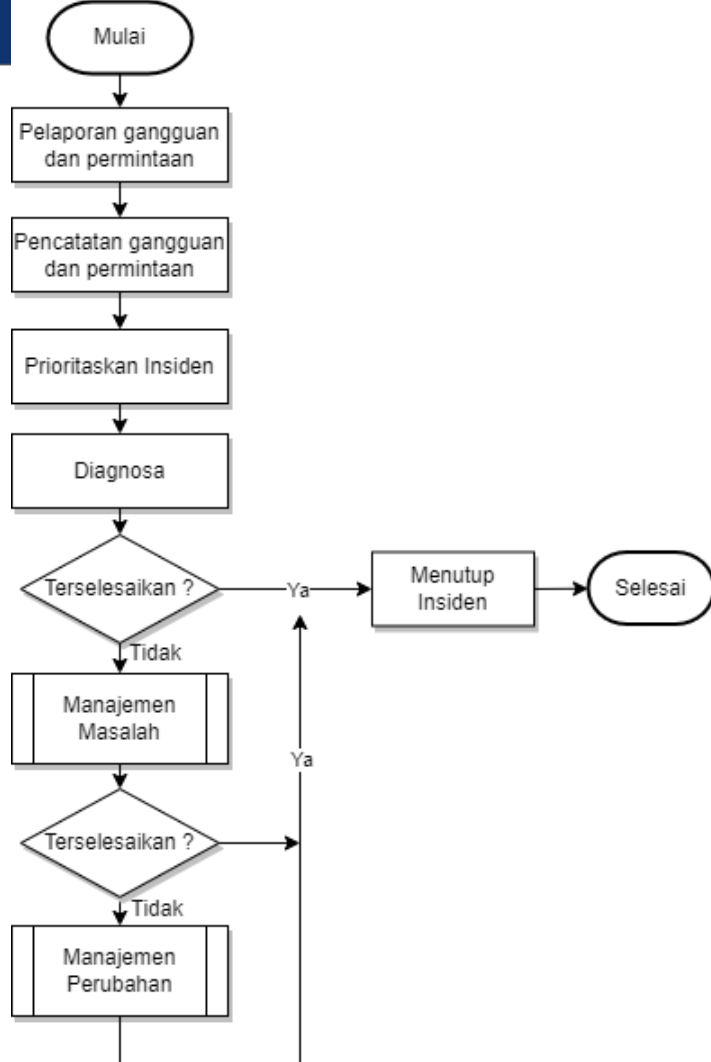 Mulai
Pelaporan gangguan
dan permintaan
Pencatatan gangguan
dan permintaan
Prioritaskan Insiden
Diagnosa
Terselesaikan ?
Ya
Menutup
Insiden
Selesai
Tidak
Manajemen
Masalah
Ya
Terselesaikan ?
Tidak
Manajemen
Perubahan